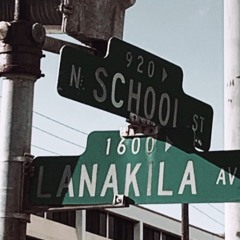 920
N SCHOOL ST
1600
LANAKILA AV